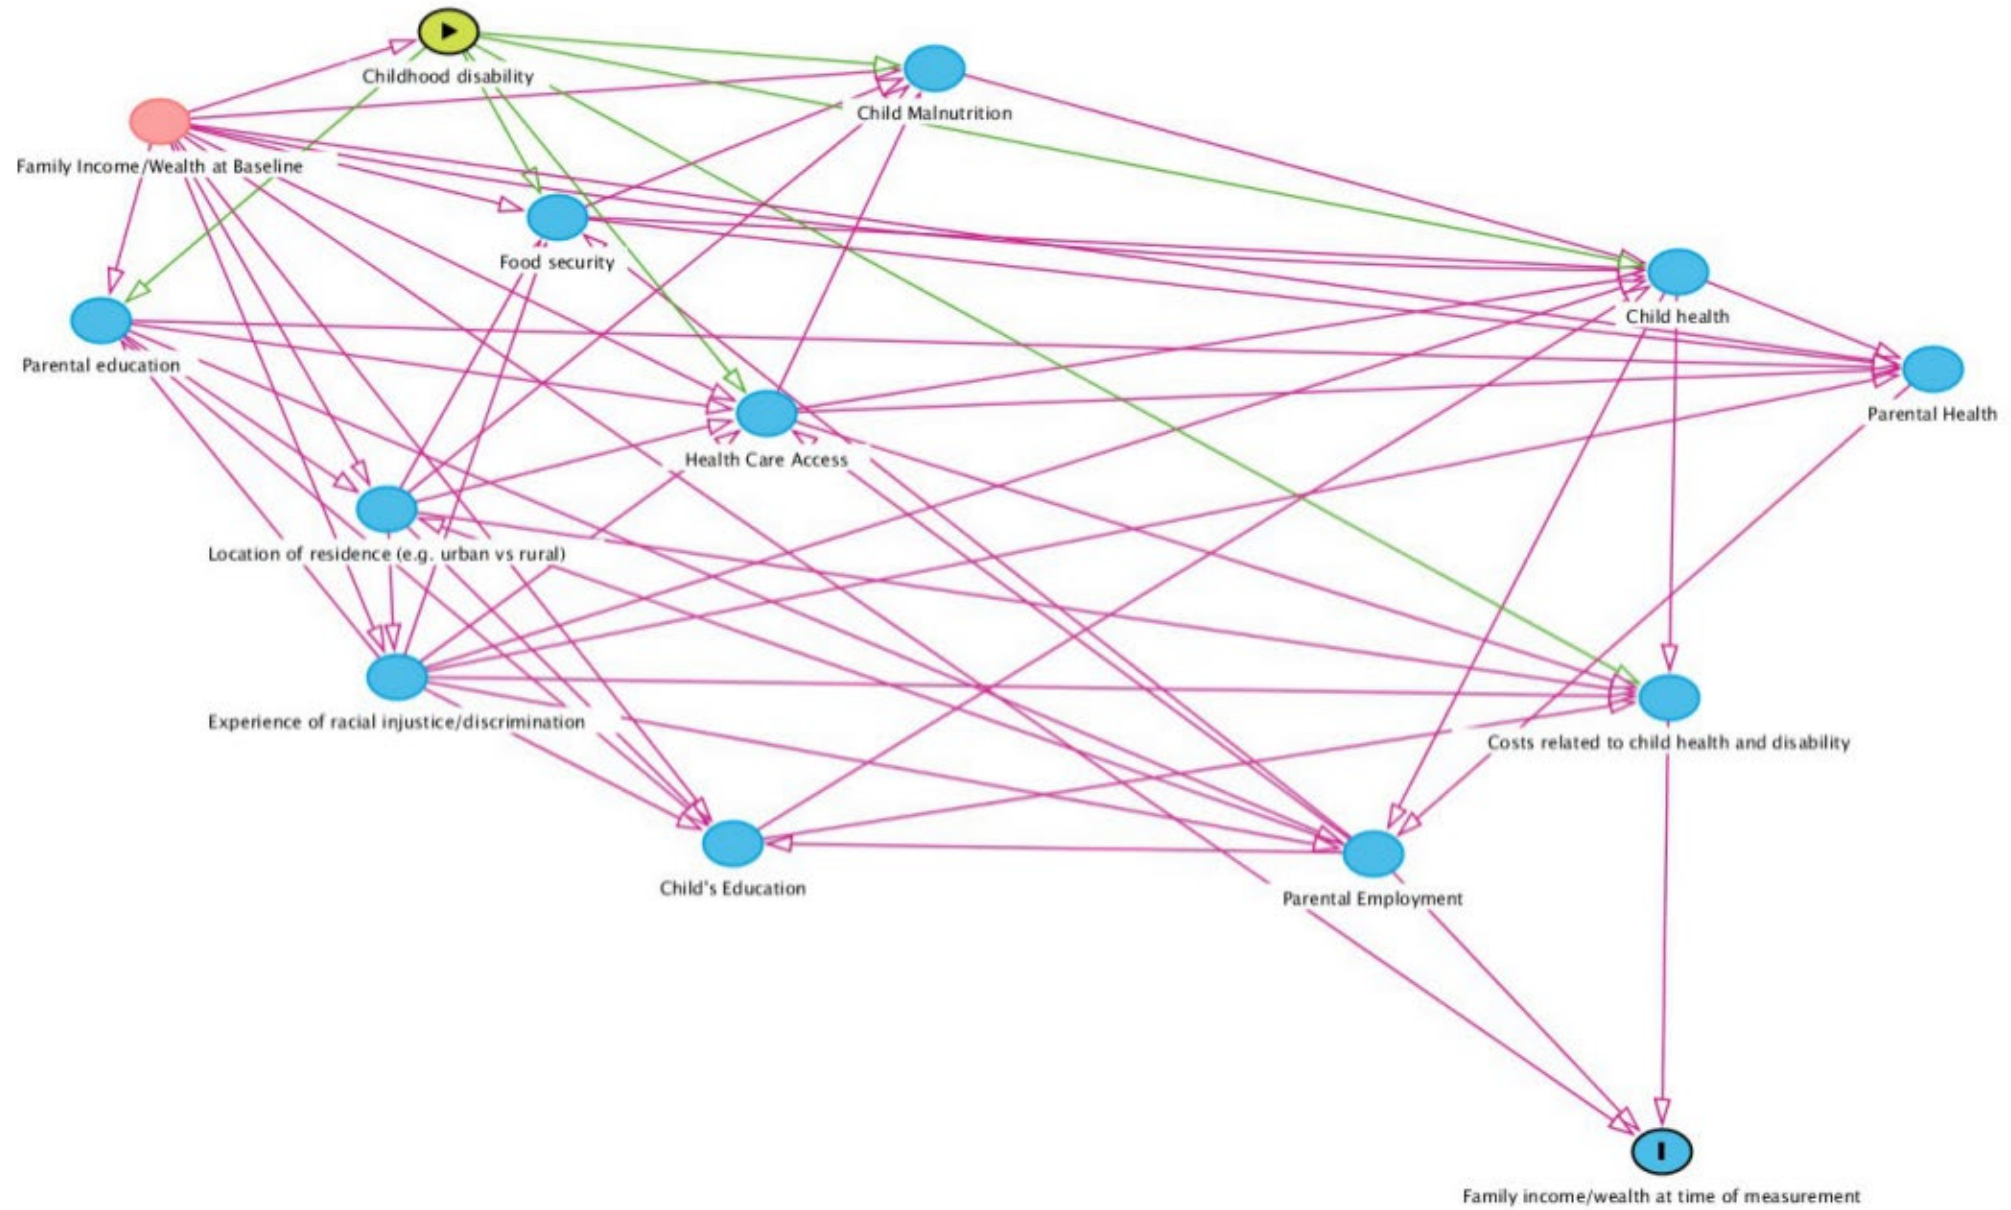 Childhood disability
Child Malnutrition
Family Income/Wealth at Baseline
Food security
Child health
Parental education
Parental Health
Health Care Access
Location of residence (e.g. urban vs rural)
Experience of racial injustice/discrimination
Costs related to child health and disability
Child's Education
Parental Employment
Family income/wealth at time of measurement